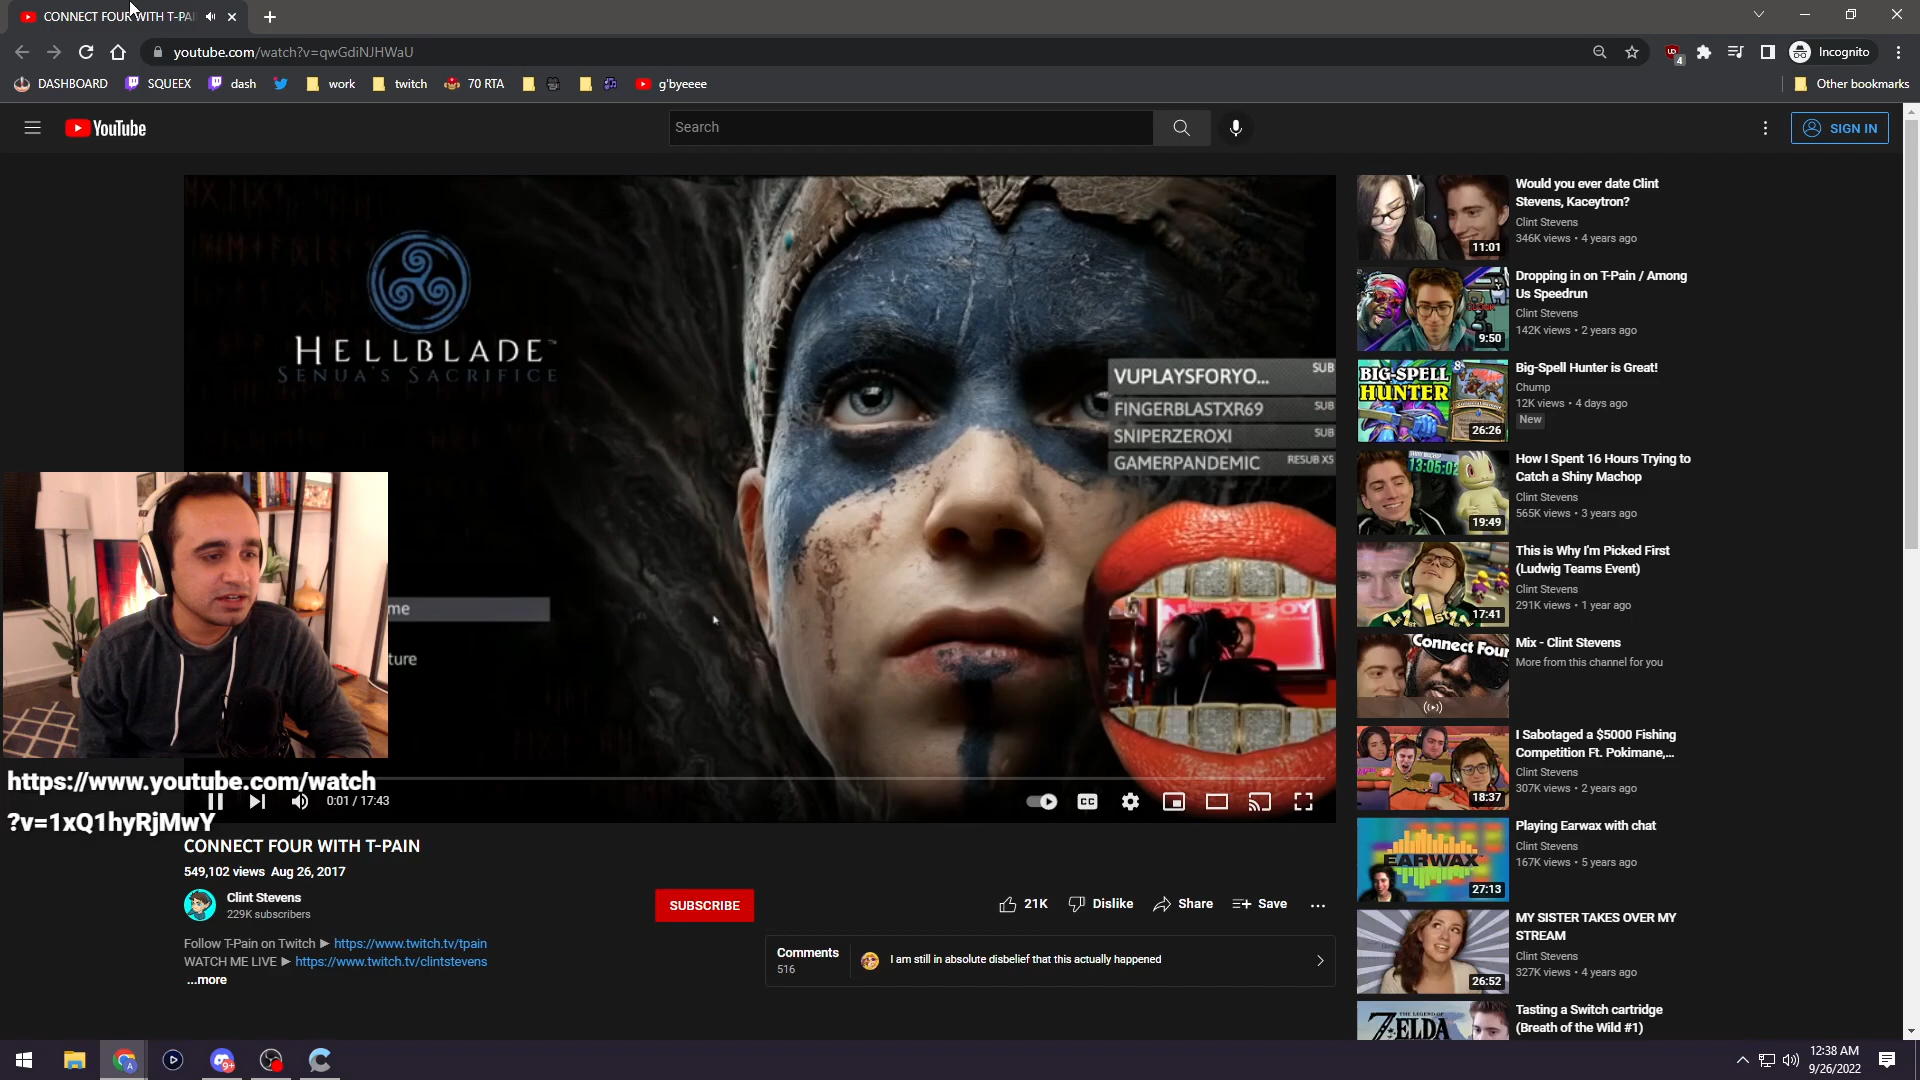 CONNECT FOUR WITH T-PAI
youtube.com/watch?v=qwGdiNJHWaU
4
Incognito
DASHBOARD
SQUEEX
dash
work
twitch
70 RTA
g'byeeee
Other bookmarks
YouTube
Search
SIGN IN
HELLBLADE
SENUA'S SACRIFICE
VUPLAYSFORYO... SUB
FINGERBLASTXR69 SUB
SNIPERZEROXI SUB
GAMERPANDEMIC RESUB X5
me
ture
https://www.youtube.com/watch
?v=1xQ1hyRjMwY
0:01 / 17:43
CC
CONNECT FOUR WITH T-PAIN
549,102 views Aug 26, 2017
Clint Stevens
229K subscribers
SUBSCRIBE
21K
Dislike
Share
Save
Follow T-Pain on Twitch ► https://www.twitch.tv/tpain
WATCH ME LIVE ► https://www.twitch.tv/clintstevens
...more
Comments
516
I am still in absolute disbelief that this actually happened
11:01
Would you ever date Clint
Stevens, Kaceytron?
Clint Stevens
346K views • 4 years ago
9:50
Dropping in on T-Pain / Among
Us Speedrun
Clint Stevens
142K views • 2 years ago
BIG-SPELL
HUNTER
26:26
Big-Spell Hunter is Great!
Chump
12K views • 4 days ago
New
13:05:02
19:49
How I Spent 16 Hours Trying to
Catch a Shiny Machop
Clint Stevens
565K views • 3 years ago
17:41
This is Why I'm Picked First
(Ludwig Teams Event)
Clint Stevens
291K views • 1 year ago
Connect Four
Mix - Clint Stevens
More from this channel for you
18:37
I Sabotaged a $5000 Fishing
Competition Ft. Pokimane,...
Clint Stevens
307K views • 2 years ago
EARWAX
27:13
Playing Earwax with chat
Clint Stevens
167K views • 5 years ago
26:52
MY SISTER TAKES OVER MY
STREAM
Clint Stevens
327K views • 4 years ago
THE LEGEND OF
ZELDA
Tasting a Switch cartridge
(Breath of the Wild #1)
9+
12:38 AM
9/26/2022